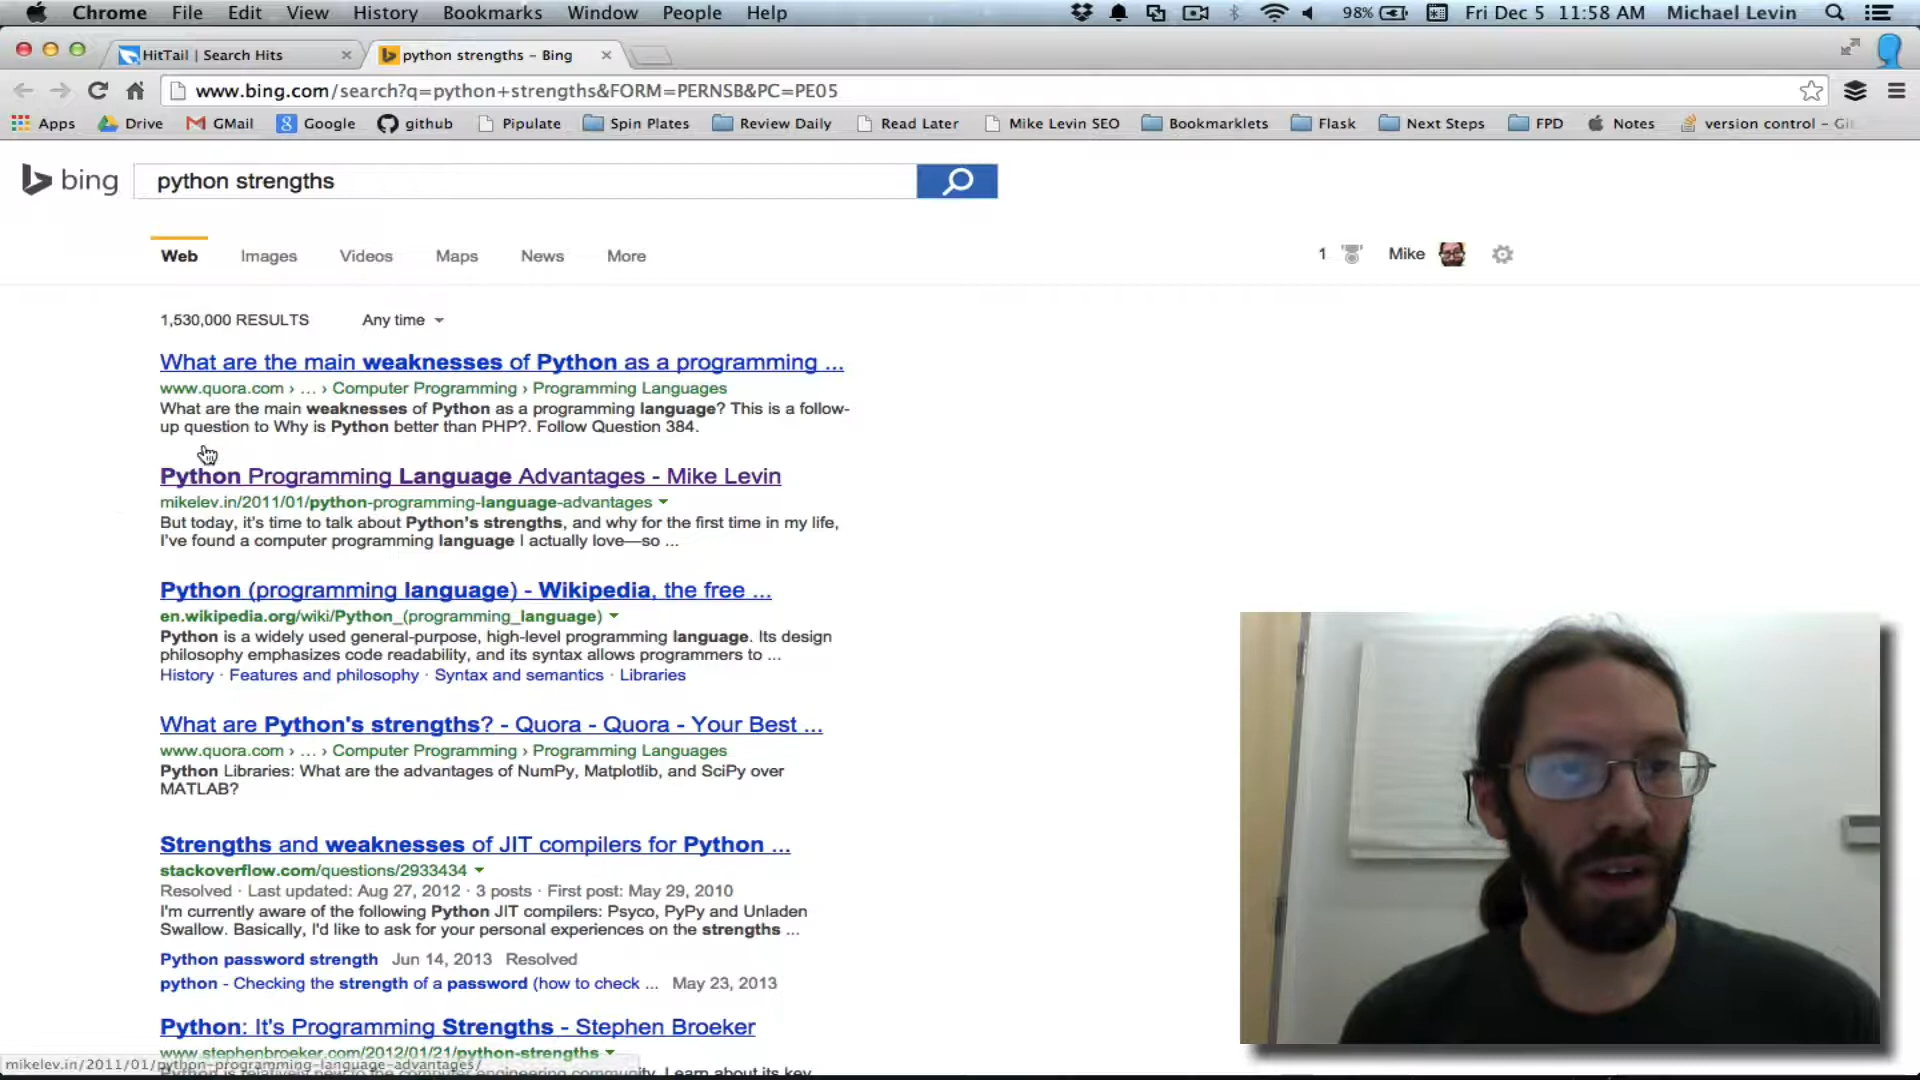 Chrome File Edit View History Bookmarks Window People Help 98% Fri Dec 5 11:58 AM Michael Levin
HitTail | Search Hits
python strengths - Bing
www.bing.com/search?q=python+strengths&FORM=PERNSB&PC=PE05
Apps Drive GMail Google github Pipulate Spin Plates Review Daily Read Later Mike Levin SEO Bookmarklets Flask Next Steps FPD Notes version control - Git
bing python strengths
Web Images Videos Maps News More 1 Mike
1,530,000 RESULTS Any time
What are the main weaknesses of Python as a programming ...
www.quora.com › ... › Computer Programming › Programming Languages
What are the main weaknesses of Python as a programming language? This is a follow-
up question to Why is Python better than PHP?. Follow Question 384.
Python Programming Language Advantages - Mike Levin
mikelev.in/2011/01/python-programming-language-advantages
But today, it's time to talk about Python's strengths, and why for the first time in my life,
I've found a computer programming language I actually love—so ...
Python (programming language) - Wikipedia, the free ...
en.wikipedia.org/wiki/Python_(programming_language)
Python is a widely used general-purpose, high-level programming language. Its design
philosophy emphasizes code readability, and its syntax allows programmers to ...
History · Features and philosophy · Syntax and semantics · Libraries
What are Python's strengths? - Quora - Quora - Your Best ...
www.quora.com › ... › Computer Programming › Programming Languages
Python Libraries: What are the advantages of NumPy, Matplotlib, and SciPy over
MATLAB?
Strengths and weaknesses of JIT compilers for Python ...
stackoverflow.com/questions/2933434
Resolved · Last updated: Aug 27, 2012 · 3 posts · First post: May 29, 2010
I'm currently aware of the following Python JIT compilers: Psyco, PyPy and Unladen
Swallow. Basically, I'd like to ask for your personal experiences on the strengths ...
Python password strength Jun 14, 2013 Resolved
python - Checking the strength of a password (how to check ... May 23, 2013
Python: It's Programming Strengths - Stephen Broeker
www.stephenbroeker.com/2012/01/21/python-strengths
mikelev.in/2011/01/python-programming-language-advantages/
Python is relatively new to the computer engineering community. Learn about its key